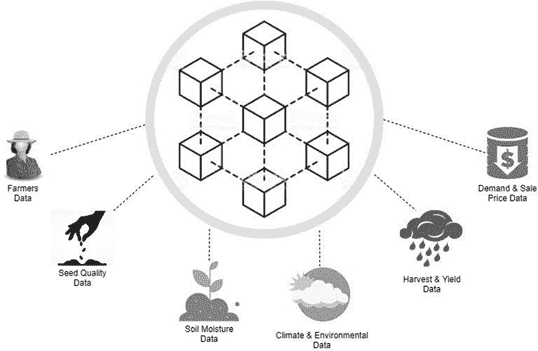 Farmers
Data
Seed Quality
Data
Soil Moisture
Data
Climate & Environmental
Data
Harvest & Yield
Data
$
Demand & Sale
Price Data